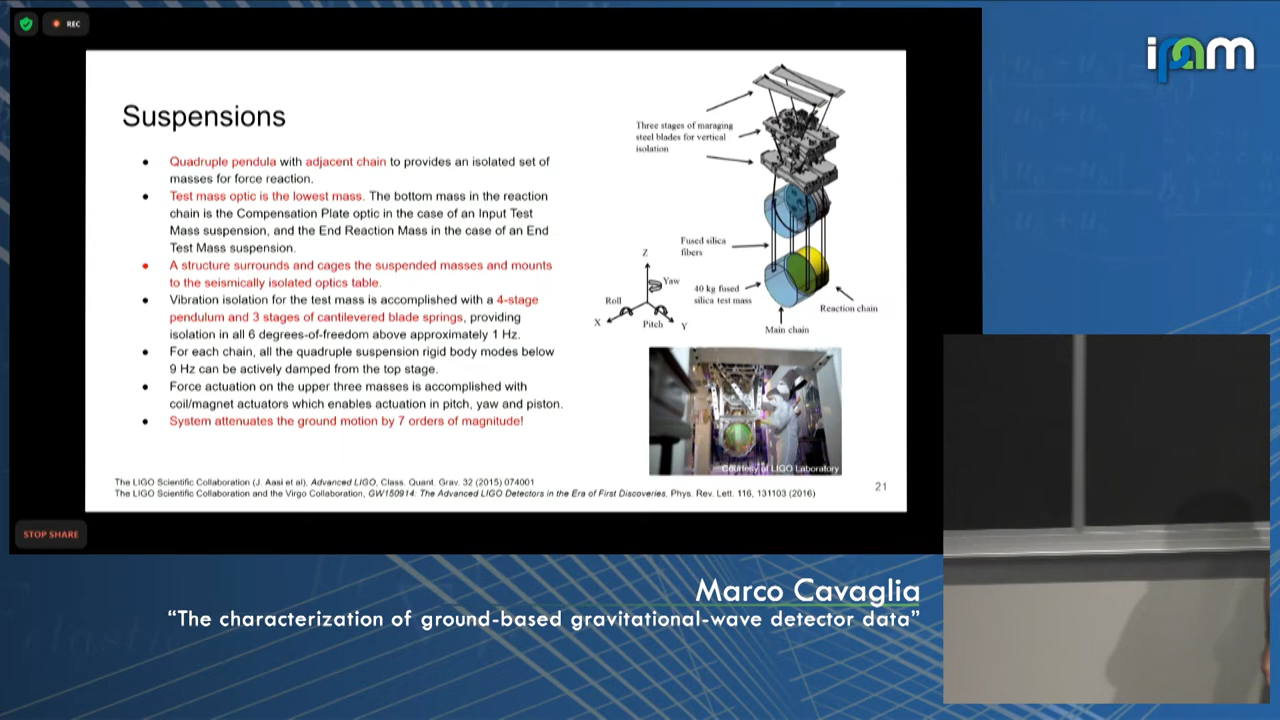 REC
ipam
Suspensions
Quadruple pendula with adjacent chain to provides an isolated set of
masses for force reaction.
Test mass optic is the lowest mass. The bottom mass in the reaction
chain is the Compensation Plate optic in the case of an Input Test
Mass suspension, and the End Reaction Mass in the case of an End
Test Mass suspension.
A structure surrounds and cages the suspended masses and mounts
to the seismically isolated optics table.
Vibration isolation for the test mass is accomplished with a 4-stage
pendulum and 3 stages of cantilevered blade springs, providing
isolation in all 6 degrees-of-freedom above approximately 1 Hz.
For each chain, all the quadruple suspension rigid body modes below
9 Hz can be actively damped from the top stage.
Force actuation on the upper three masses is accomplished with
coil/magnet actuators which enables actuation in pitch, yaw and piston.
System attenuates the ground motion by 7 orders of magnitude!
Three stages of maraging
steel blades for vertical
isolation
Fused silica
fibers
40 kg fused
silica test mass
Reaction chain
Main chain
Z
Yaw
Roll
X
Pitch
Y
Courtesy of LIGO Laboratory
The LIGO Scientific Collaboration (J. Aasi et al), Advanced LIGO, Class. Quant. Grav. 32 (2015) 074001
The LIGO Scientific Collaboration and the Virgo Collaboration, GW150914: The Advanced LIGO Detectors in the Era of First Discoveries, Phys. Rev. Lett. 116, 131103 (2016)
21
STOP SHARE
Marco Cavaglia
“The characterization of ground-based gravitational-wave detector data”